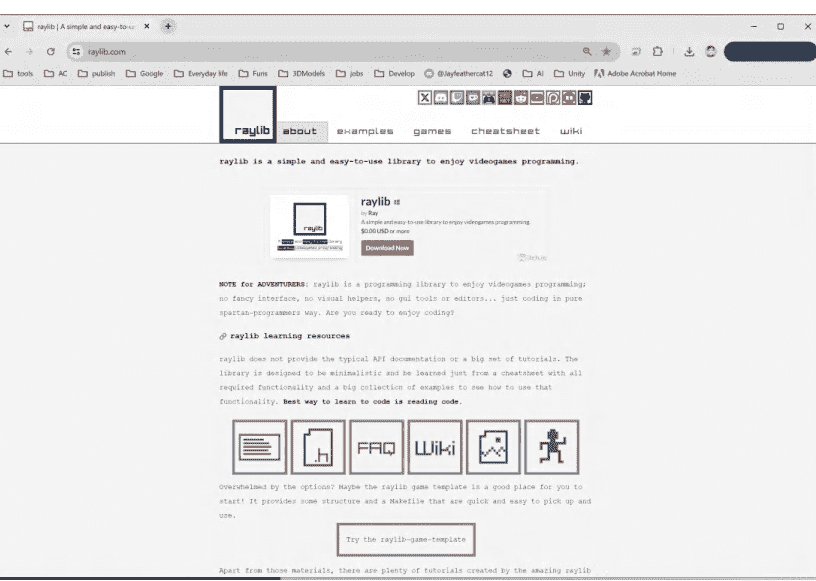 raylib | A simple and easy-to-us
raylib.com
tools AC publish Google Everyday life Funs 3DModels jobs Develop @Jayfeathercat12 AI Unity Adobe Acrobat Home
raylib about examples games cheatsheet wiki
raylib is a simple and easy-to-use library to enjoy videogames programming.
raylib
raylib
by Ray
A simple and easy-to-use library to enjoy videogames programming
$0.00 USD or more
Download Now
itch.io
NOTE for ADVENTURERS: raylib is a programming library to enjoy videogames programming;
no fancy interface, no visual helpers, no gui tools or editors... just coding in pure
spartan-programmers way. Are you ready to enjoy coding?
raylib learning resources
raylib does not provide the typical API documentation or a big set of tutorials. The
library is designed to be minimalistic and be learned just from a cheatsheet with all
required functionality and a big collection of examples to see how to use that
functionality. Best way to learn to code is reading code.
.h FAQ Wiki
Overwhelmed by the options? Maybe the raylib game template is a good place for you to
start! It provides some structure and a Makefile that are quick and easy to pick up and
use.
Try the raylib-game-template
Apart from those materials, there are plenty of tutorials created by the amazing raylib